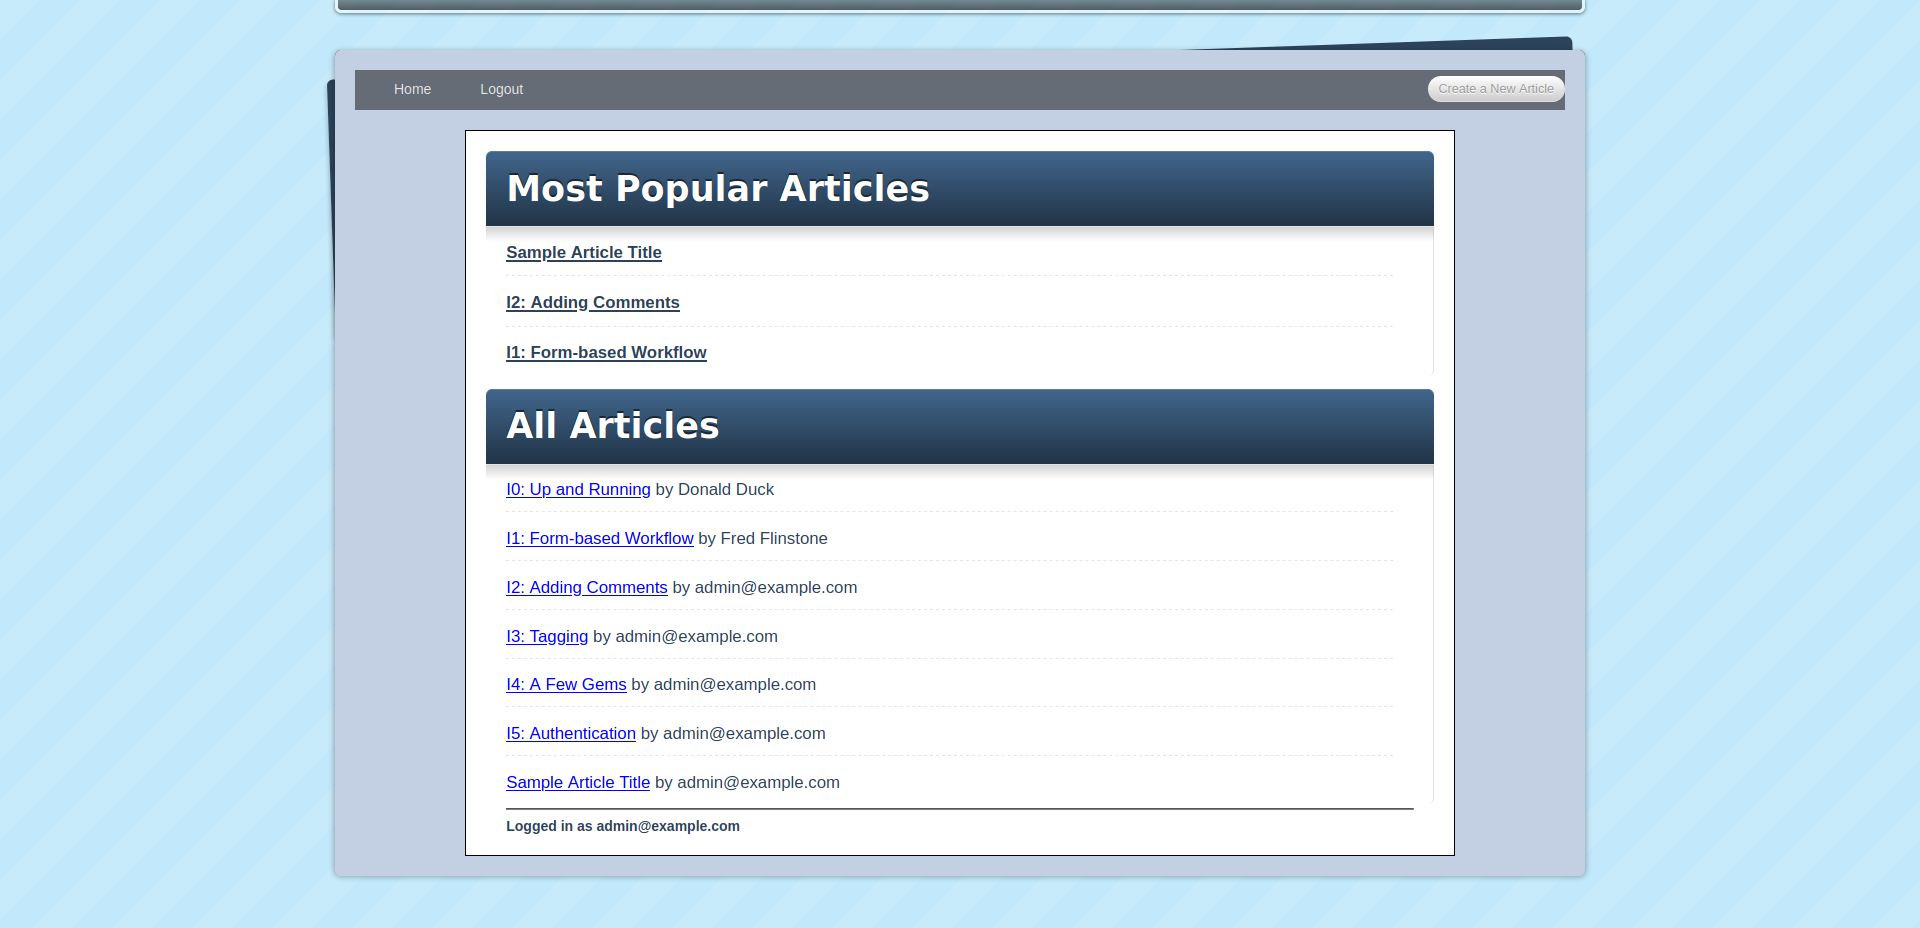 Home Logout Create a New Article
Most Popular Articles
Sample Article Title
I2: Adding Comments
I1: Form-based Workflow
All Articles
I0: Up and Running by Donald Duck
I1: Form-based Workflow by Fred Flinstone
I2: Adding Comments by admin@example.com
I3: Tagging by admin@example.com
I4: A Few Gems by admin@example.com
I5: Authentication by admin@example.com
Sample Article Title by admin@example.com
Logged in as admin@example.com